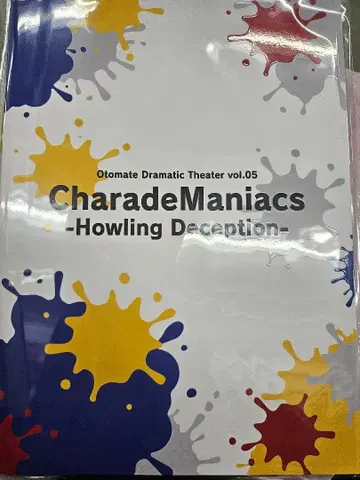 Otomate Dramatic Theater vol.05
CharadeManiacs
-Howling Deception-